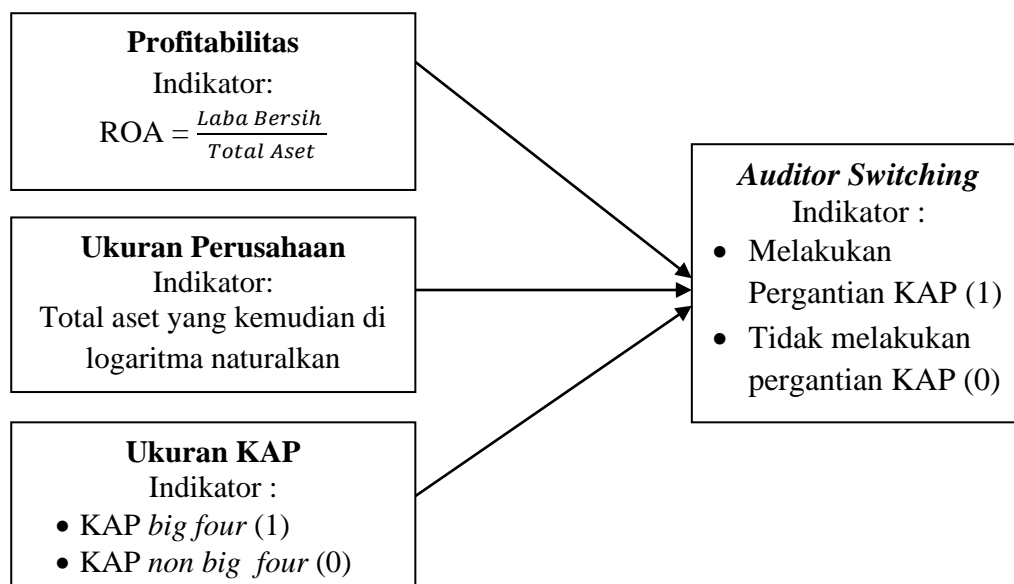 Profitabilitas
Indikator:
ROA = Laba Bersih / Total Aset
Ukuran Perusahaan
Indikator:
Total aset yang kemudian di
logaritma naturalkan
Ukuran KAP
Indikator :
• KAP big four (1)
• KAP non big four (0)
Auditor Switching
Indikator :
• Melakukan
Pergantian KAP (1)
• Tidak melakukan
pergantian KAP (0)